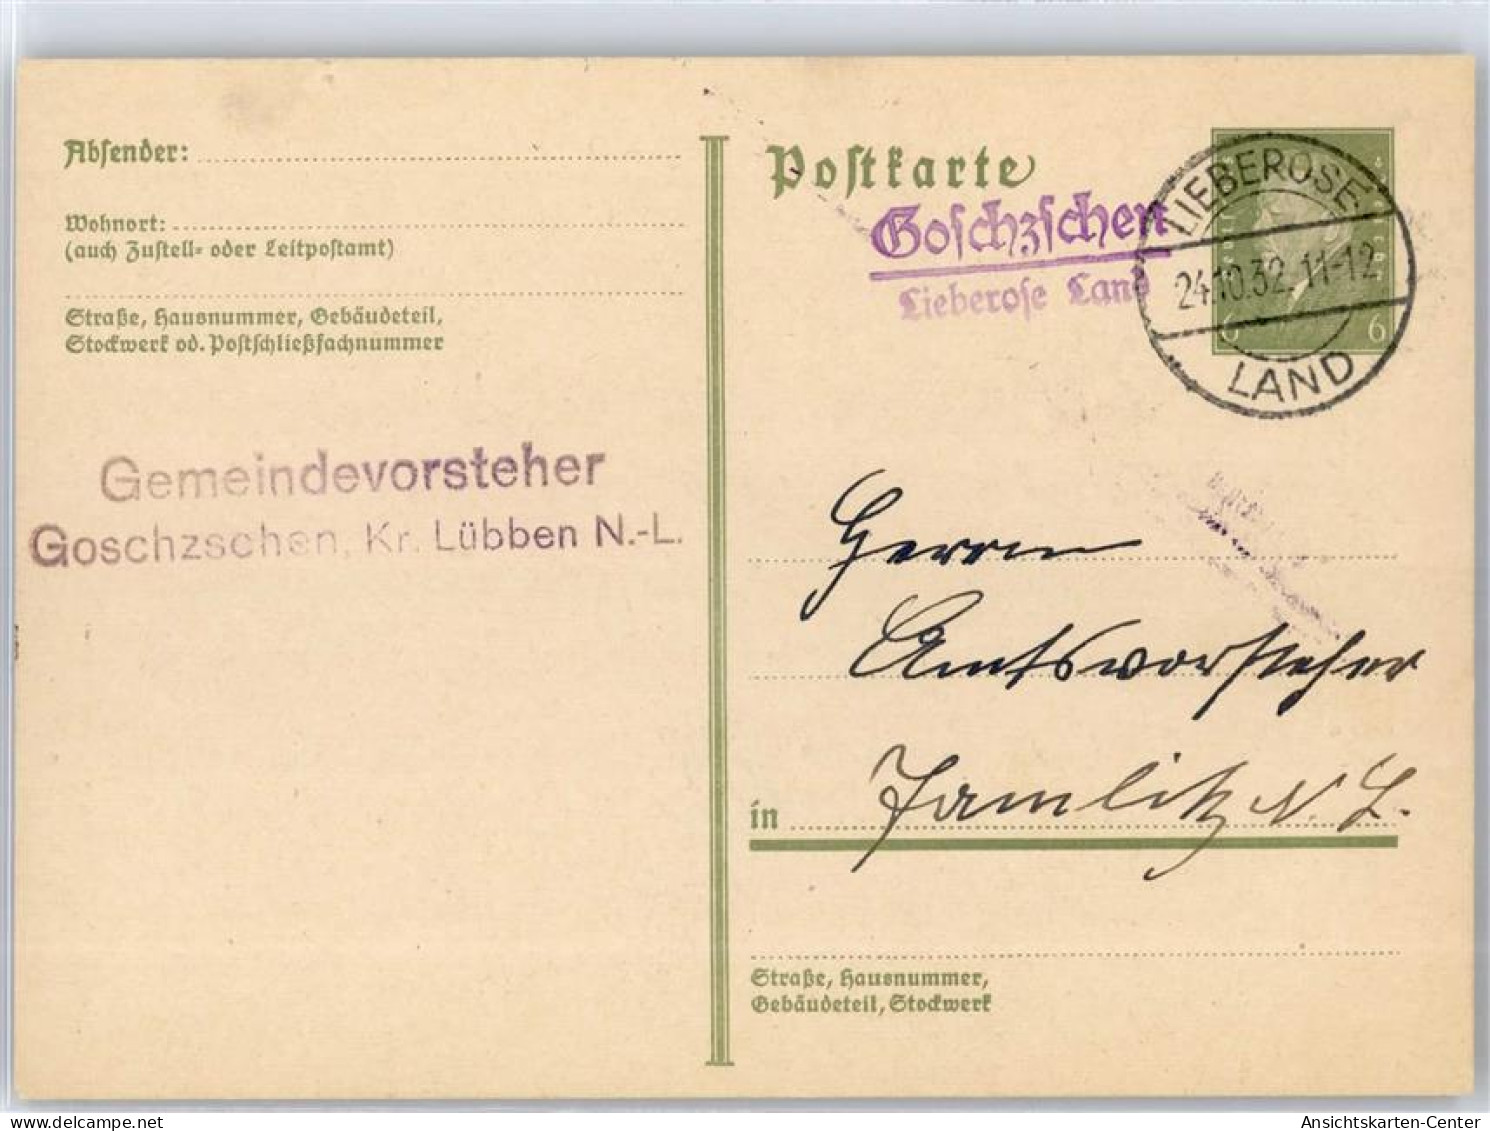 Absender:
Wohnort:
(auch Zustell- oder Leitpostamt)
Straße, Hausnummer, Gebäudeteil,
Stockwerk od. Postschließfachnummer
Gemeindevorsteher
Goschzschen, Kr. Lübben N.-L.
Postkarte
Goschzschen
Lieberose Land
LIEBEROSE
24.10.32. 11-12
LAND
6 6
Herrn
Amtsvorsteher
in Jamlitz N. L.
Straße, Hausnummer,
Gebäudeteil, Stockwerk
delcampe.net
Ansichtskarten-Center